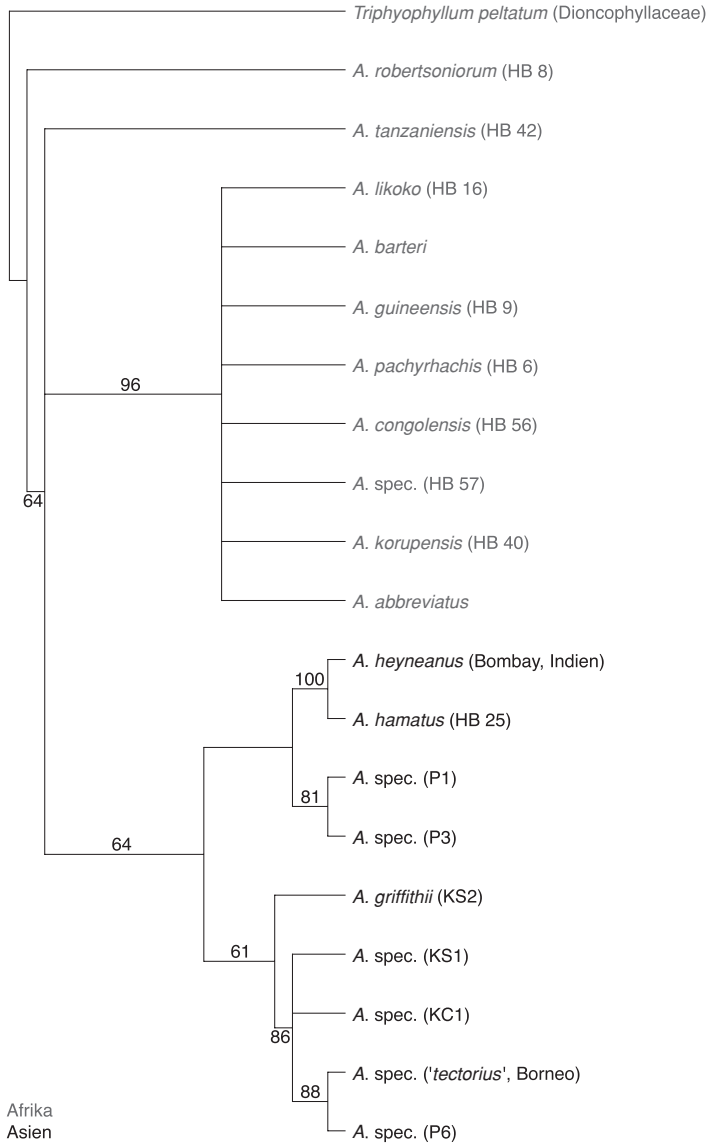 Triphyophyllum peltatum (Dioncophyllaceae)
A. robertsoniorum (HB 8)
A. tanzaniensis (HB 42)
A. likoko (HB 16)
A. barteri
A. guineensis (HB 9)
A. pachyrhachis (HB 6)
96
A. congolensis (HB 56)
A. spec. (HB 57)
64
A. korupensis (HB 40)
A. abbreviatus
A. heyneanus (Bombay, Indien)
100
A. hamatus (HB 25)
A. spec. (P1)
81
A. spec. (P3)
64
A. griffithii (KS2)
61
A. spec. (KS1)
A. spec. (KC1)
86
A. spec. ('tectorius', Borneo)
88
A. spec. (P6)
Afrika
Asien